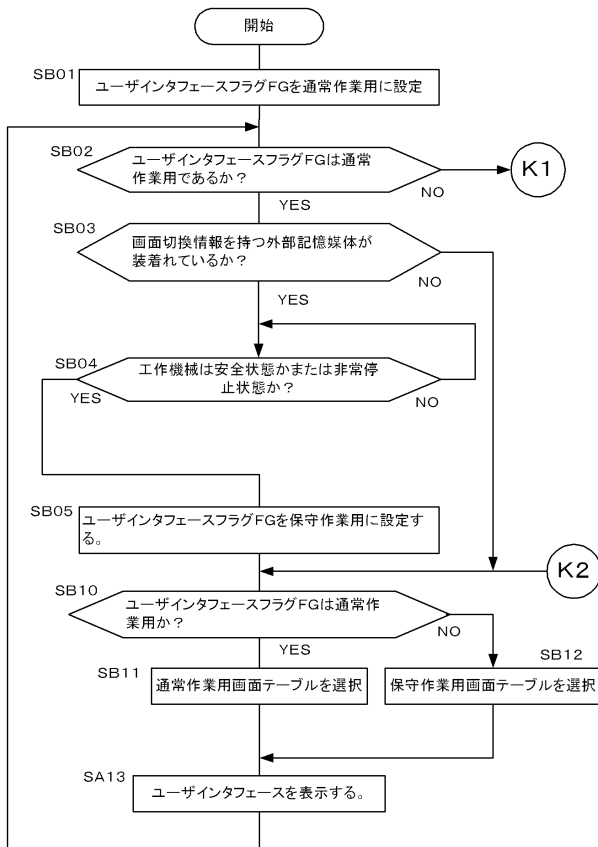 開始
SB01
ユーザインタフェースフラグFGを通常作業用に設定
SB02
ユーザインタフェースフラグFGは通常
作業用であるか?
NO
K1
YES
SB03
画面切換情報を持つ外部記憶媒体が
装着れているか?
NO
YES
SB04
工作機械は安全状態かまたは非常停
止状態か?
YES
NO
SB05
ユーザインタフェースフラグFGを保守作業用に設定す
る。
K2
SB10
ユーザインタフェースフラグFGは通常作
業用か?
NO
YES
SB11
通常作業用画面テーブルを選択
SB12
保守作業用画面テーブルを選択
SA13
ユーザインタフェースを表示する。